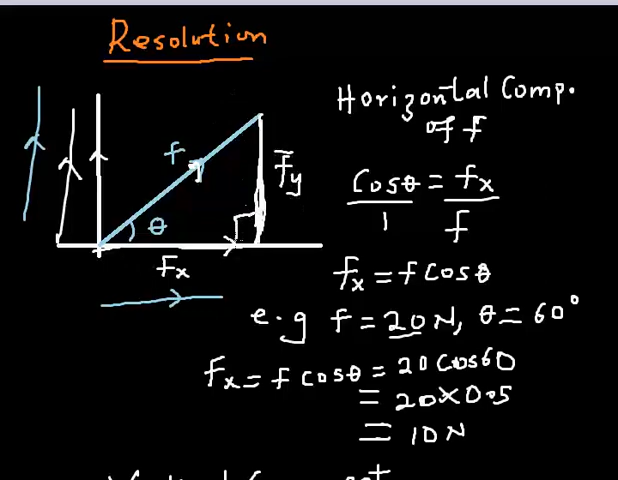 Resolution
Horizontal Comp.
of f
f
Fy
θ
Fx
Cosθ = fx
1 f
fx = f cosθ
e.g f = 20N, θ = 60°
fx = f cosθ = 20 cos60
= 20×0.5
= 10N